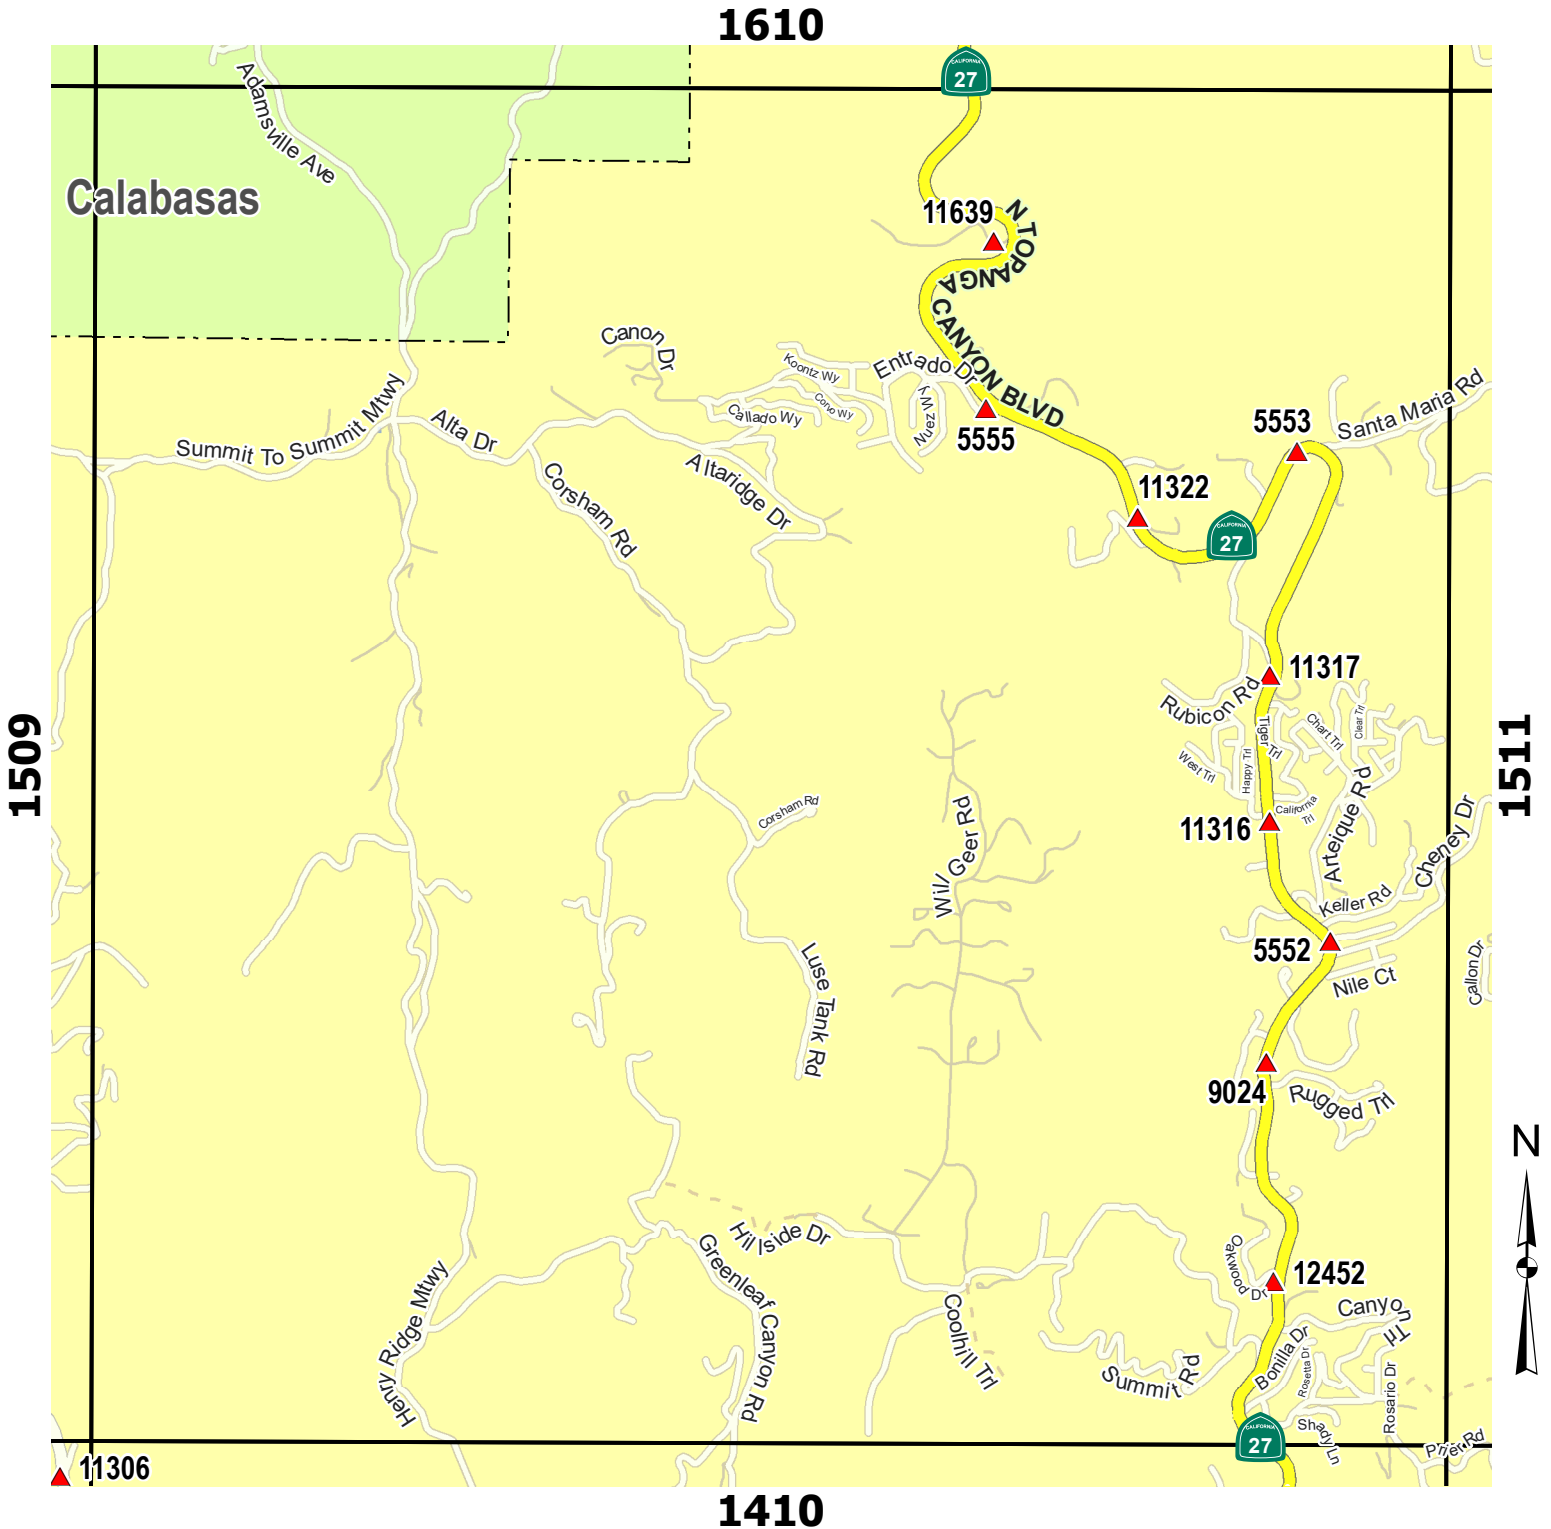 1610
CALIFORNIA
27
Adamsville Ave
Calabasas
11639
N TOPANGA CANYON BLVD
Canon Dr
Koontz Wy
Entrado Dr
Corvo Wy
Callado Wy
Nuez Wy
5555
Summit To Summit Mtwy
Alta Dr
Santa Maria Rd
5553
Corsham Rd
Altaridge Dr
11322
CALIFORNIA
27
11317
Rubicon Rd
Tiger Trl
Chart Trl
Clear Trl
West Trl
Happy Trl
1509
1511
California Trl
Corsham Rd
Will Geer Rd
11316
Arteique Rd
Cheney Dr
Keller Rd
5552
Nile Ct
Callon Dr
Luse Tank Rd
9024
Rugged Trl
N
Hillside Dr
Greenleaf Canyon Rd
Oakwood Dr
12452
Henry Ridge Mtwy
Coolhill Trl
Canyon Trl
Bonilla Dr
Rosetta Dr
Summit Rd
Rosario Dr
Shady Ln
Prier Rd
CALIFORNIA
27
11306
1410